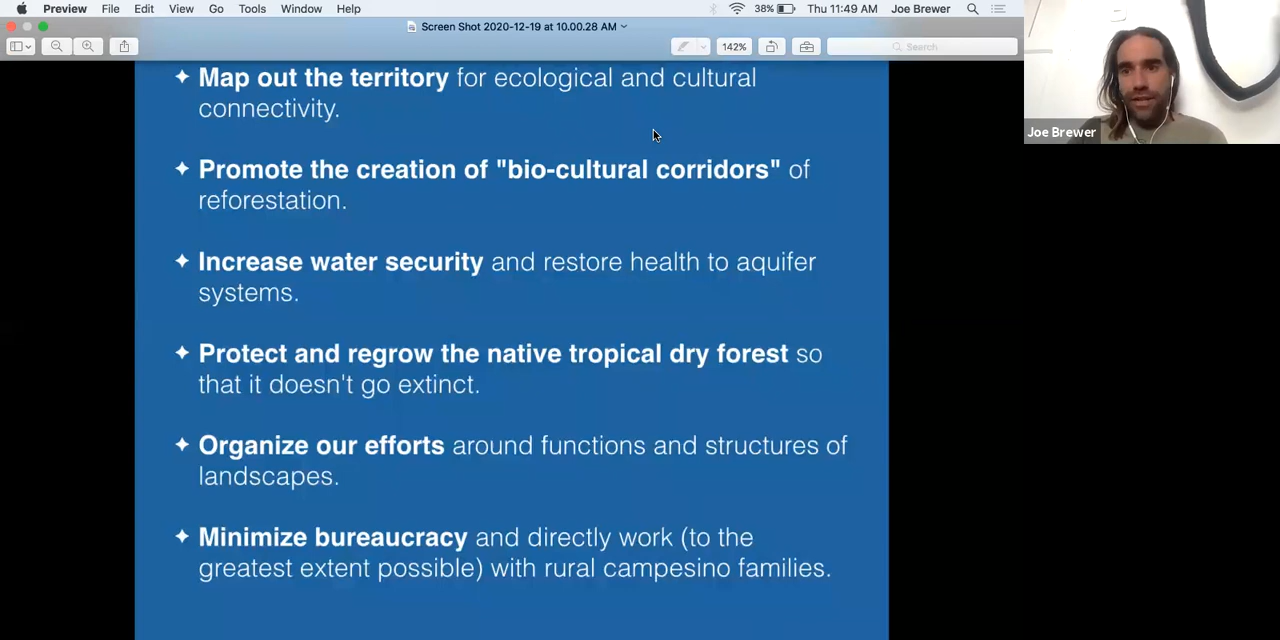 Preview File Edit View Go Tools Window Help 38% Thu 11:49 AM Joe Brewer
Screen Shot 2020-12-19 at 10.00.28 AM
142% Search
Joe Brewer
✦ Map out the territory for ecological and cultural
connectivity.
✦ Promote the creation of "bio-cultural corridors" of
reforestation.
✦ Increase water security and restore health to aquifer
systems.
✦ Protect and regrow the native tropical dry forest so
that it doesn't go extinct.
✦ Organize our efforts around functions and structures of
landscapes.
✦ Minimize bureaucracy and directly work (to the
greatest extent possible) with rural campesino families.